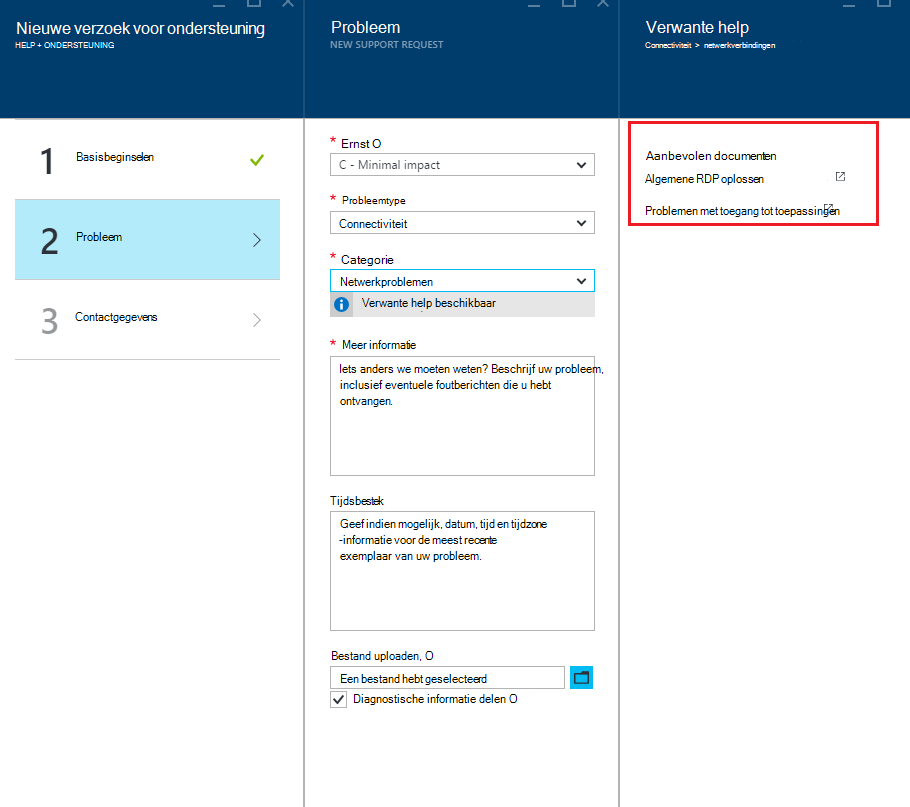 Nieuwe verzoek voor ondersteuning
HELP + ONDERSTEUNING
1
Basisbeginselen
2
Probleem
3
Contactgegevens
Probleem
NEW SUPPORT REQUEST
* Ernst O
C - Minimal impact
* Probleemtype
Connectiviteit
* Categorie
Netwerkproblemen
Verwante help beschikbaar
* Meer informatie
Iets anders we moeten weten? Beschrijf uw probleem,
inclusief eventuele foutberichten die u hebt
ontvangen.
Tijdsbestek
Geef indien mogelijk, datum, tijd en tijdzone
-informatie voor de meest recente
exemplaar van uw probleem.
Bestand uploaden, O
Een bestand hebt geselecteerd
Diagnostische informatie delen O
Verwante help
Connectiviteit > netwerkverbindingen
Aanbevolen documenten
Algemene RDP oplossen
Problemen met toegang tot toepassingen